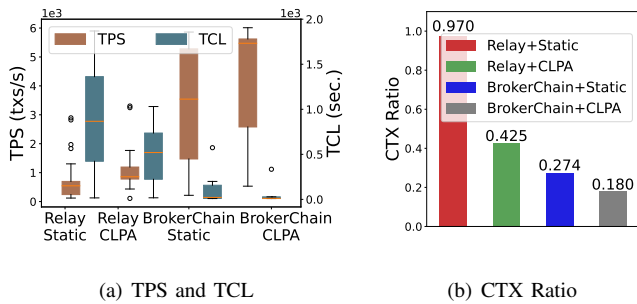 1e3
1e3
TPS
TCL
TPS (txs/s)
6
5
4
3
2
1
0
TCL (sec.)
2.0
1.5
1.0
0.5
0.0
Relay
Static
Relay
CLPA
BrokerChain
Static
BrokerChain
CLPA
(a) TPS and TCL
CTX Ratio
1.0
0.8
0.6
0.4
0.2
0.0
0.970
0.425
0.274
0.180
Relay+Static
Relay+CLPA
BrokerChain+Static
BrokerChain+CLPA
(b) CTX Ratio